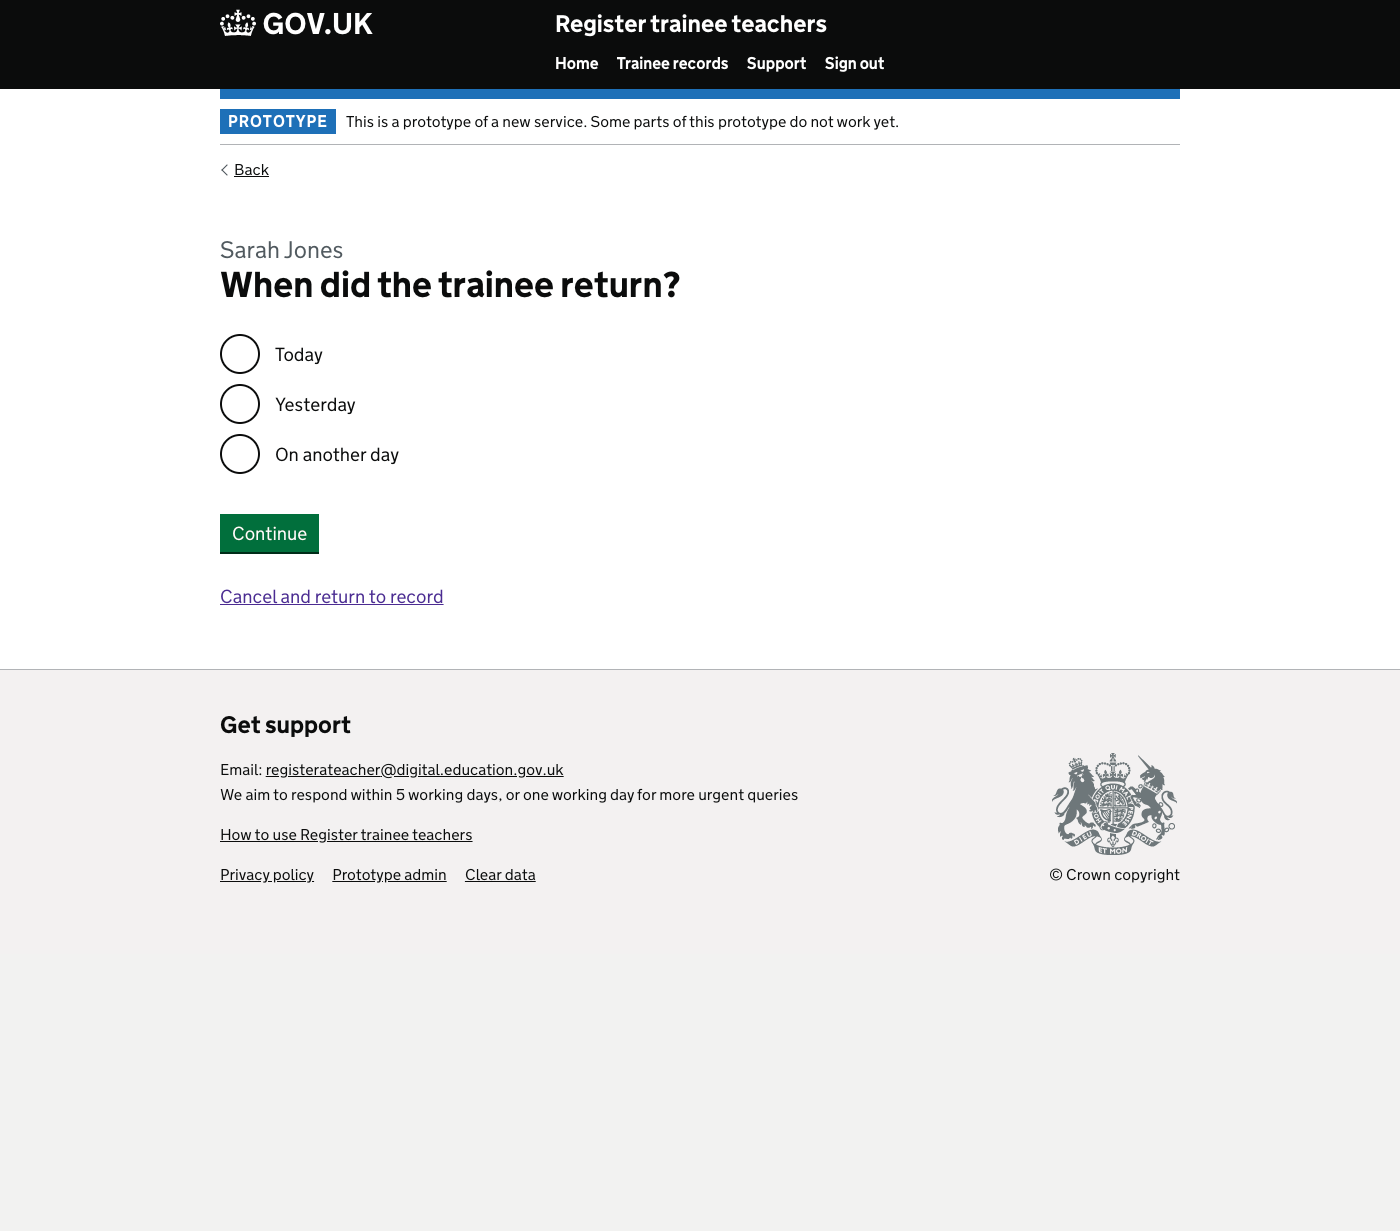 GOV.UK
Register trainee teachers
Home Trainee records Support Sign out
PROTOTYPE This is a prototype of a new service. Some parts of this prototype do not work yet.
Back
Sarah Jones
When did the trainee return?
Today
Yesterday
On another day
Continue
Cancel and return to record
Get support
Email: registerateacher@digital.education.gov.uk
We aim to respond within 5 working days, or one working day for more urgent queries
How to use Register trainee teachers
Privacy policy Prototype admin Clear data
DIEU ET MON DROIT
© Crown copyright